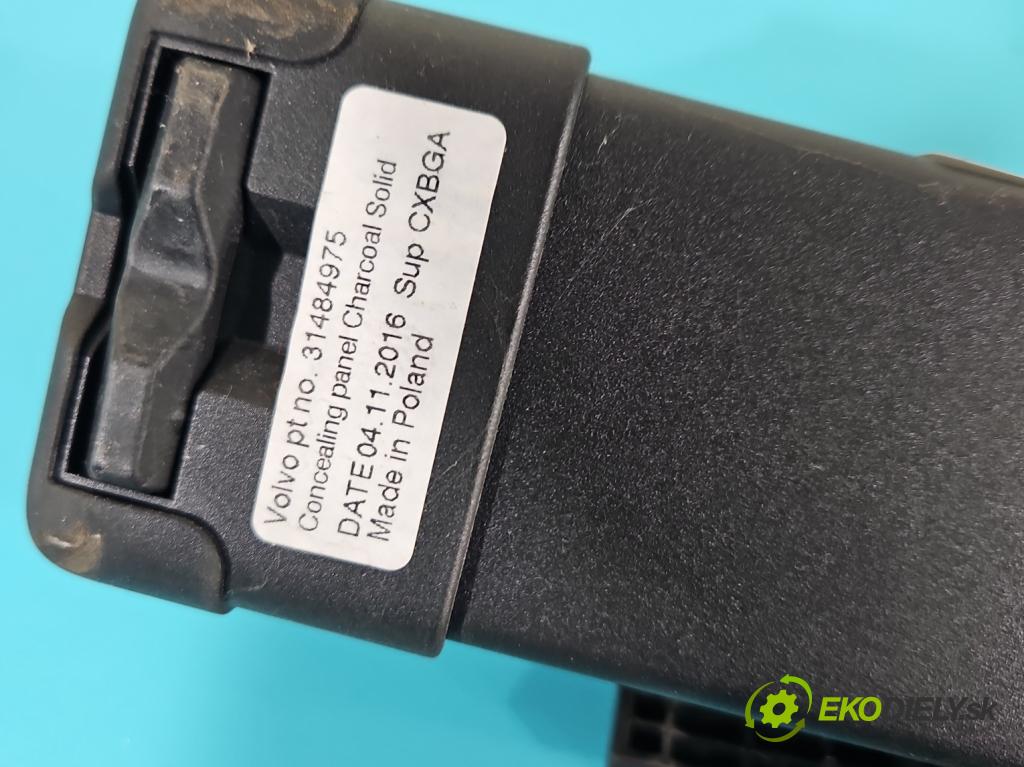 Volvo pt no. 31484975
Concealing panel Charcoal Solid
DATE 04.11.2016 Sup CXBGA
Made in Poland
EKODIELY.sk